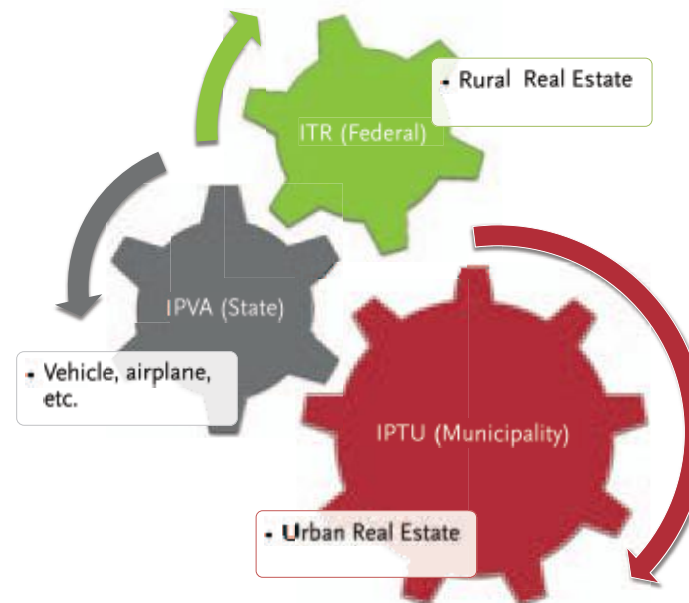 • Rural Real Estate
ITR (Federal)
IPVA (State)
• Vehicle, airplane,
etc.
IPTU (Municipality)
• Urban Real Estate